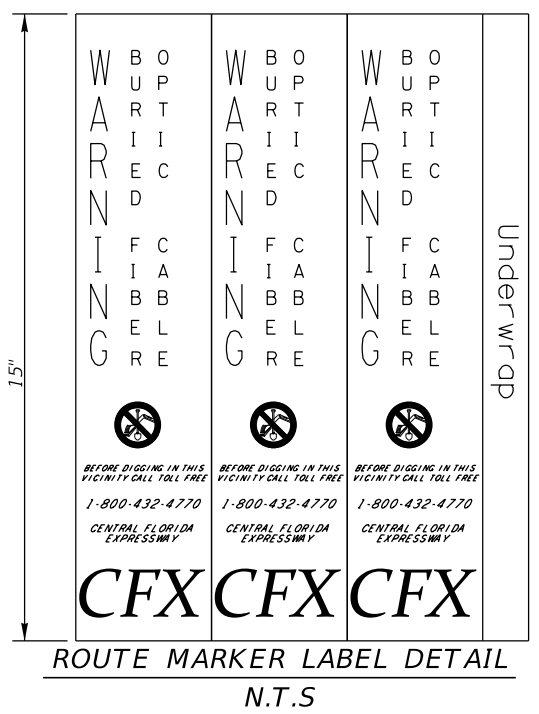 WARNING
BURIED FIBER
OPTIC CABLE
BEFORE DIGGING IN THIS
VICINITY CALL TOLL FREE
1-800-432-4770
CENTRAL FLORIDA
EXPRESSWAY
CFX
WARNING
BURIED FIBER
OPTIC CABLE
BEFORE DIGGING IN THIS
VICINITY CALL TOLL FREE
1-800-432-4770
CENTRAL FLORIDA
EXPRESSWAY
CFX
WARNING
BURIED FIBER
OPTIC CABLE
BEFORE DIGGING IN THIS
VICINITY CALL TOLL FREE
1-800-432-4770
CENTRAL FLORIDA
EXPRESSWAY
CFX
Underwrap
15"
ROUTE MARKER LABEL DETAIL
N.T.S